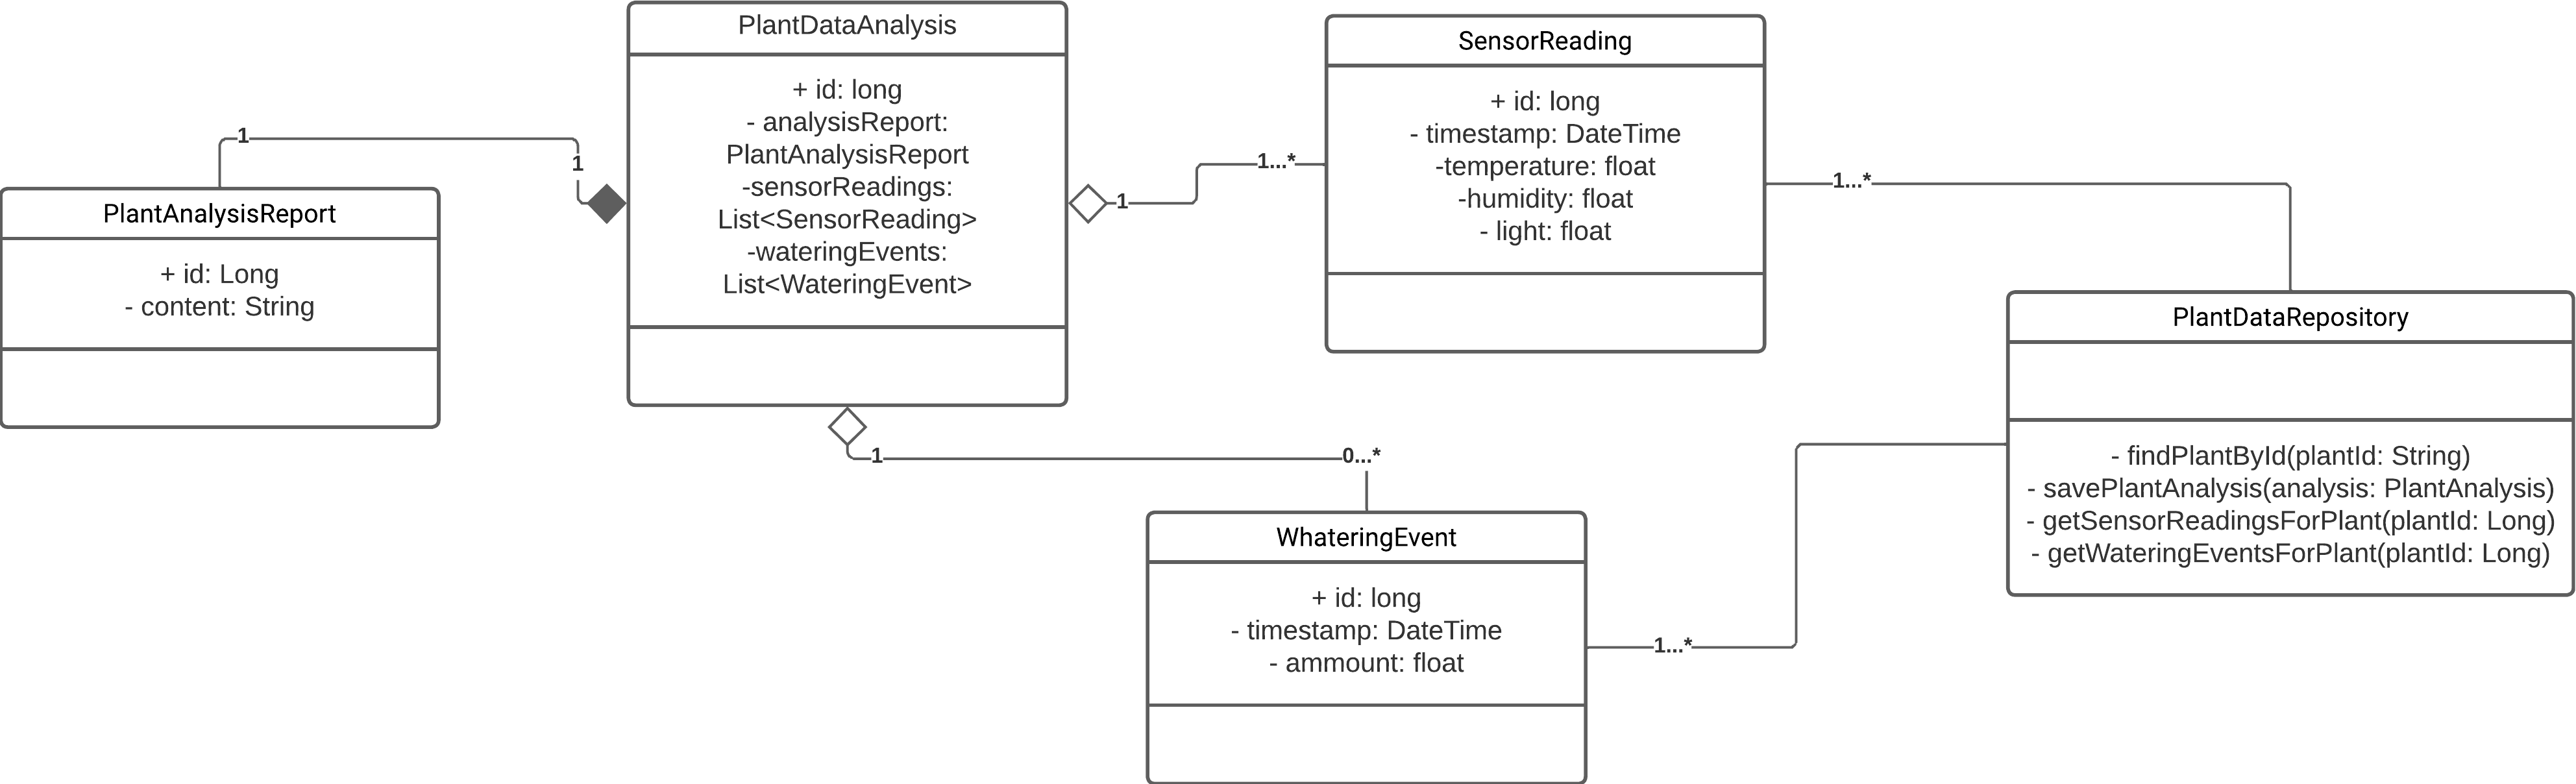 PlantDataAnalysis
+ id: long
- analysisReport:
PlantAnalysisReport
-sensorReadings:
List<SensorReading>
-wateringEvents:
List<WateringEvent>
SensorReading
+ id: long
- timestamp: DateTime
-temperature: float
-humidity: float
- light: float
1
1
1
1...*
1...*
PlantAnalysisReport
+ id: Long
- content: String
PlantDataRepository
- findPlantById(plantId: String)
- savePlantAnalysis(analysis: PlantAnalysis)
- getSensorReadingsForPlant(plantId: Long)
- getWateringEventsForPlant(plantId: Long)
1
0...*
WhateringEvent
+ id: long
- timestamp: DateTime
- ammount: float
1...*